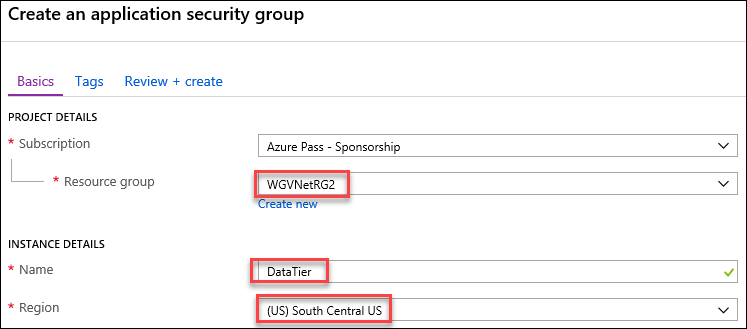 Create an application security group
Basics Tags Review + create
PROJECT DETAILS
* Subscription Azure Pass - Sponsorship
* Resource group WGVNetRG2
Create new
INSTANCE DETAILS
* Name DataTier
* Region (US) South Central US